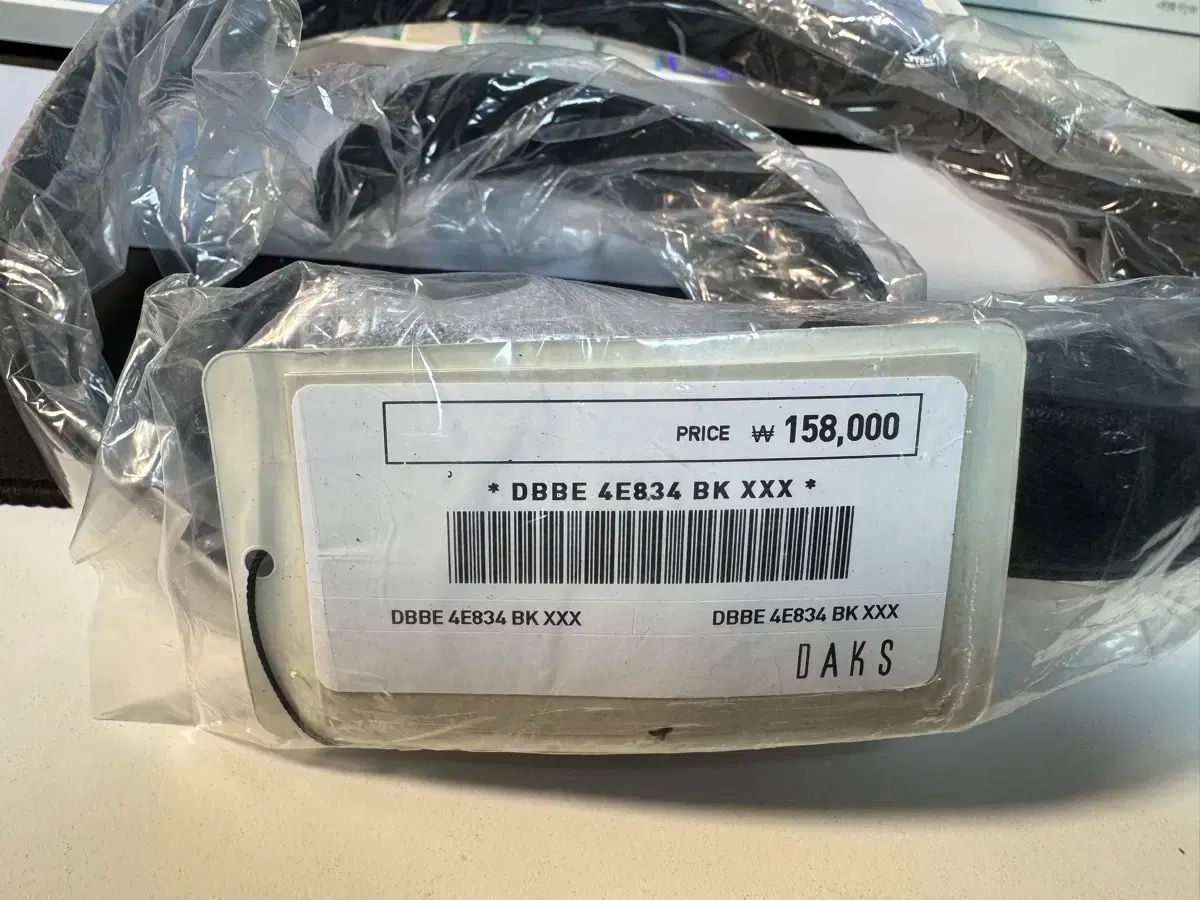 PRICE ₩ 158,000
* DBBE 4E834 BK XXX *
DBBE 4E834 BK XXX DBBE 4E834 BK XXX
DAKS